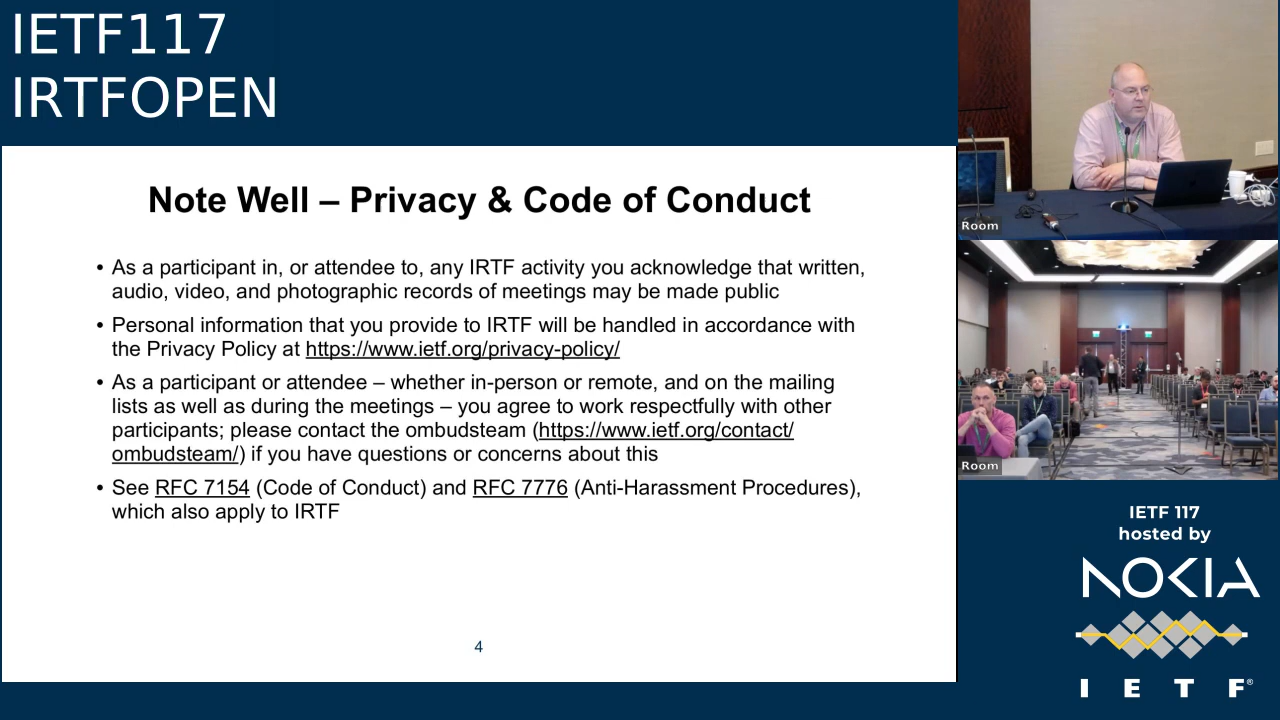 IETF117
IRTFOPEN
Note Well – Privacy & Code of Conduct
• As a participant in, or attendee to, any IRTF activity you acknowledge that written,
audio, video, and photographic records of meetings may be made public
• Personal information that you provide to IRTF will be handled in accordance with
the Privacy Policy at https://www.ietf.org/privacy-policy/
• As a participant or attendee – whether in-person or remote, and on the mailing
lists as well as during the meetings – you agree to work respectfully with other
participants; please contact the ombudsteam (https://www.ietf.org/contact/
ombudsteam/) if you have questions or concerns about this
• See RFC 7154 (Code of Conduct) and RFC 7776 (Anti-Harassment Procedures),
which also apply to IRTF
4
Room
Room
IETF 117
hosted by
NOKIA
I E T F®